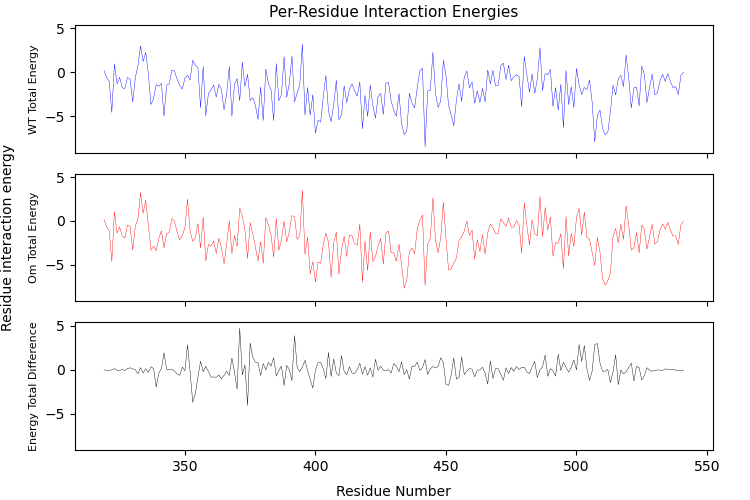 Per-Residue Interaction Energies
Residue interaction energy
WT Total Energy
5
0
−5
Om Total Energy
5
0
−5
Energy Total Difference
5
0
−5
350 400 450 500 550
Residue Number